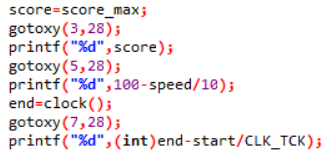 score=score_max;
gotoxy(3,28);
printf("%d",score);
gotoxy(5,28);
printf("%d",100-speed/10);
end=clock();
gotoxy(7,28);
printf("%d",(int)end-start/CLK_TCK);